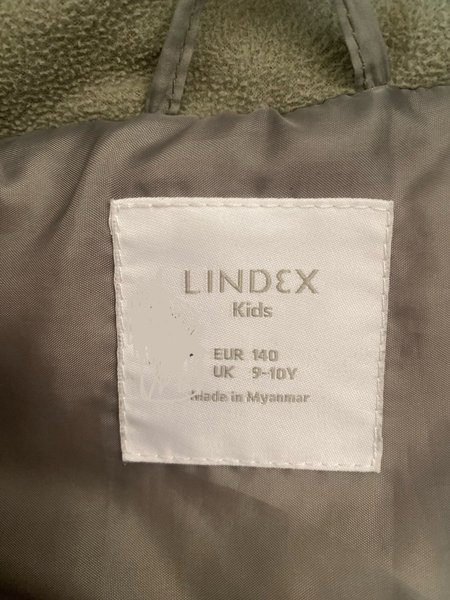 LINDEX
Kids
EUR 140
UK 9-10Y
Made in Myanmar